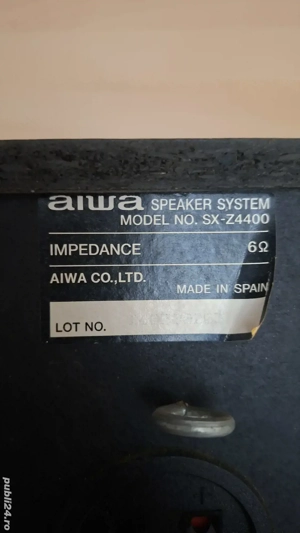 aiwa SPEAKER SYSTEM
MODEL NO. SX-Z4400
IMPEDANCE 6Ω
AIWA CO.,LTD.
MADE IN SPAIN
LOT NO.
publi24.ro